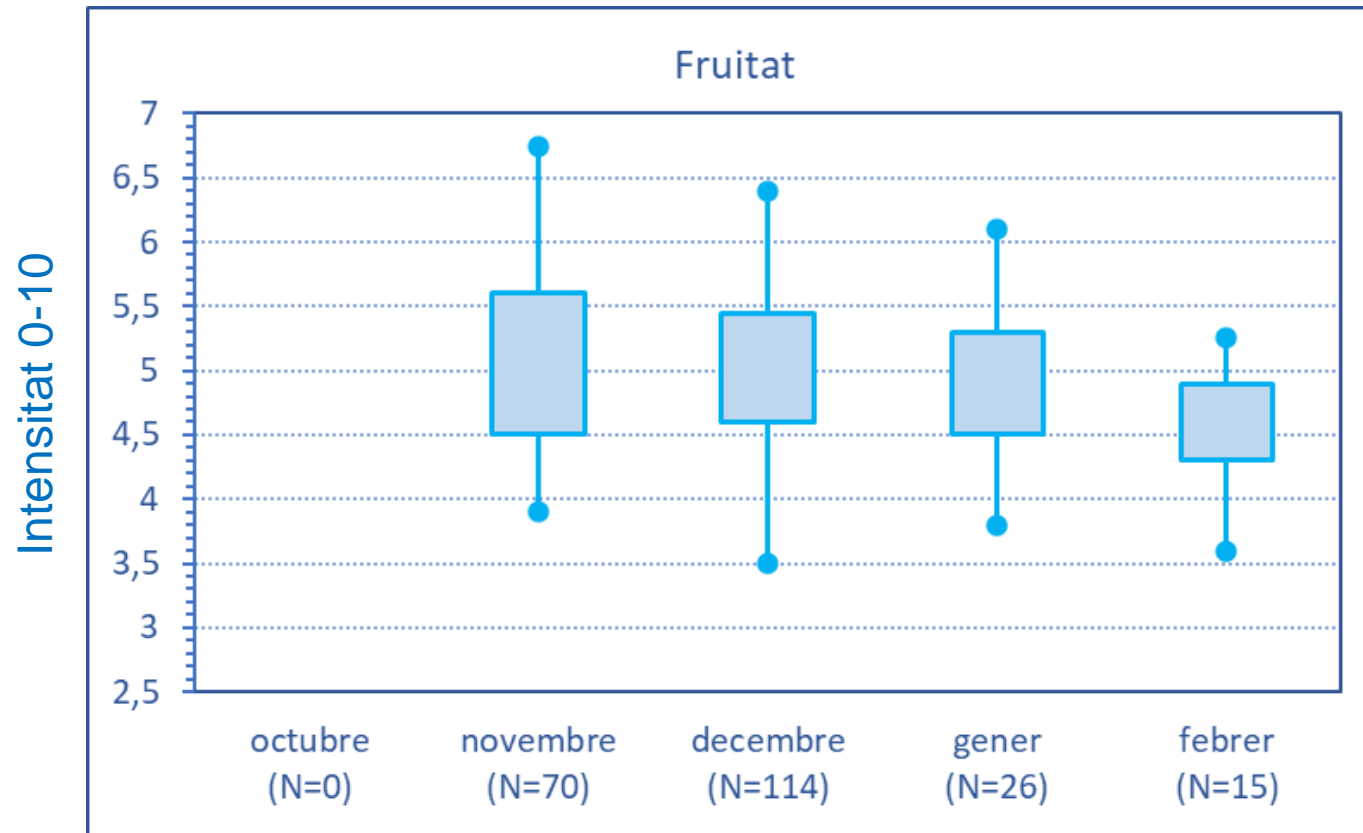 Fruitat
Intensitat 0-10
7
6,5
6
5,5
5
4,5
4
3,5
3
2,5
octubre novembre decembre gener febrer
(N=0) (N=70) (N=114) (N=26) (N=15)